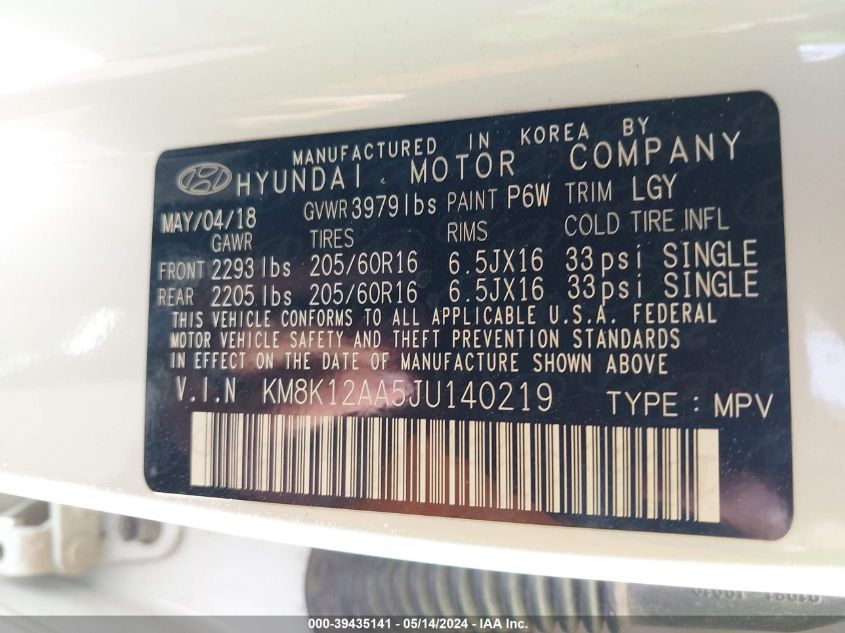 MANUFACTURED IN KOREA BY
HYUNDAI MOTOR COMPANY
MAY/04/18 GVWR 3979 lbs PAINT P6W TRIM LGY
GAWR TIRES RIMS COLD TIRE INFL
FRONT 2293 lbs 205/60R16 6.5JX16 33psi SINGLE
REAR 2205 lbs 205/60R16 6.5JX16 33psi SINGLE
THIS VEHICLE CONFORMS TO ALL APPLICABLE U.S.A. FEDERAL
MOTOR VEHICLE SAFETY AND THEFT PREVENTION STANDARDS
IN EFFECT ON THE DATE OF MANUFACTURE SHOWN ABOVE
V.I.N KM8K12AA5JU140219 TYPE : MPV
000-39435141 - 05/14/2024 - IAA Inc.